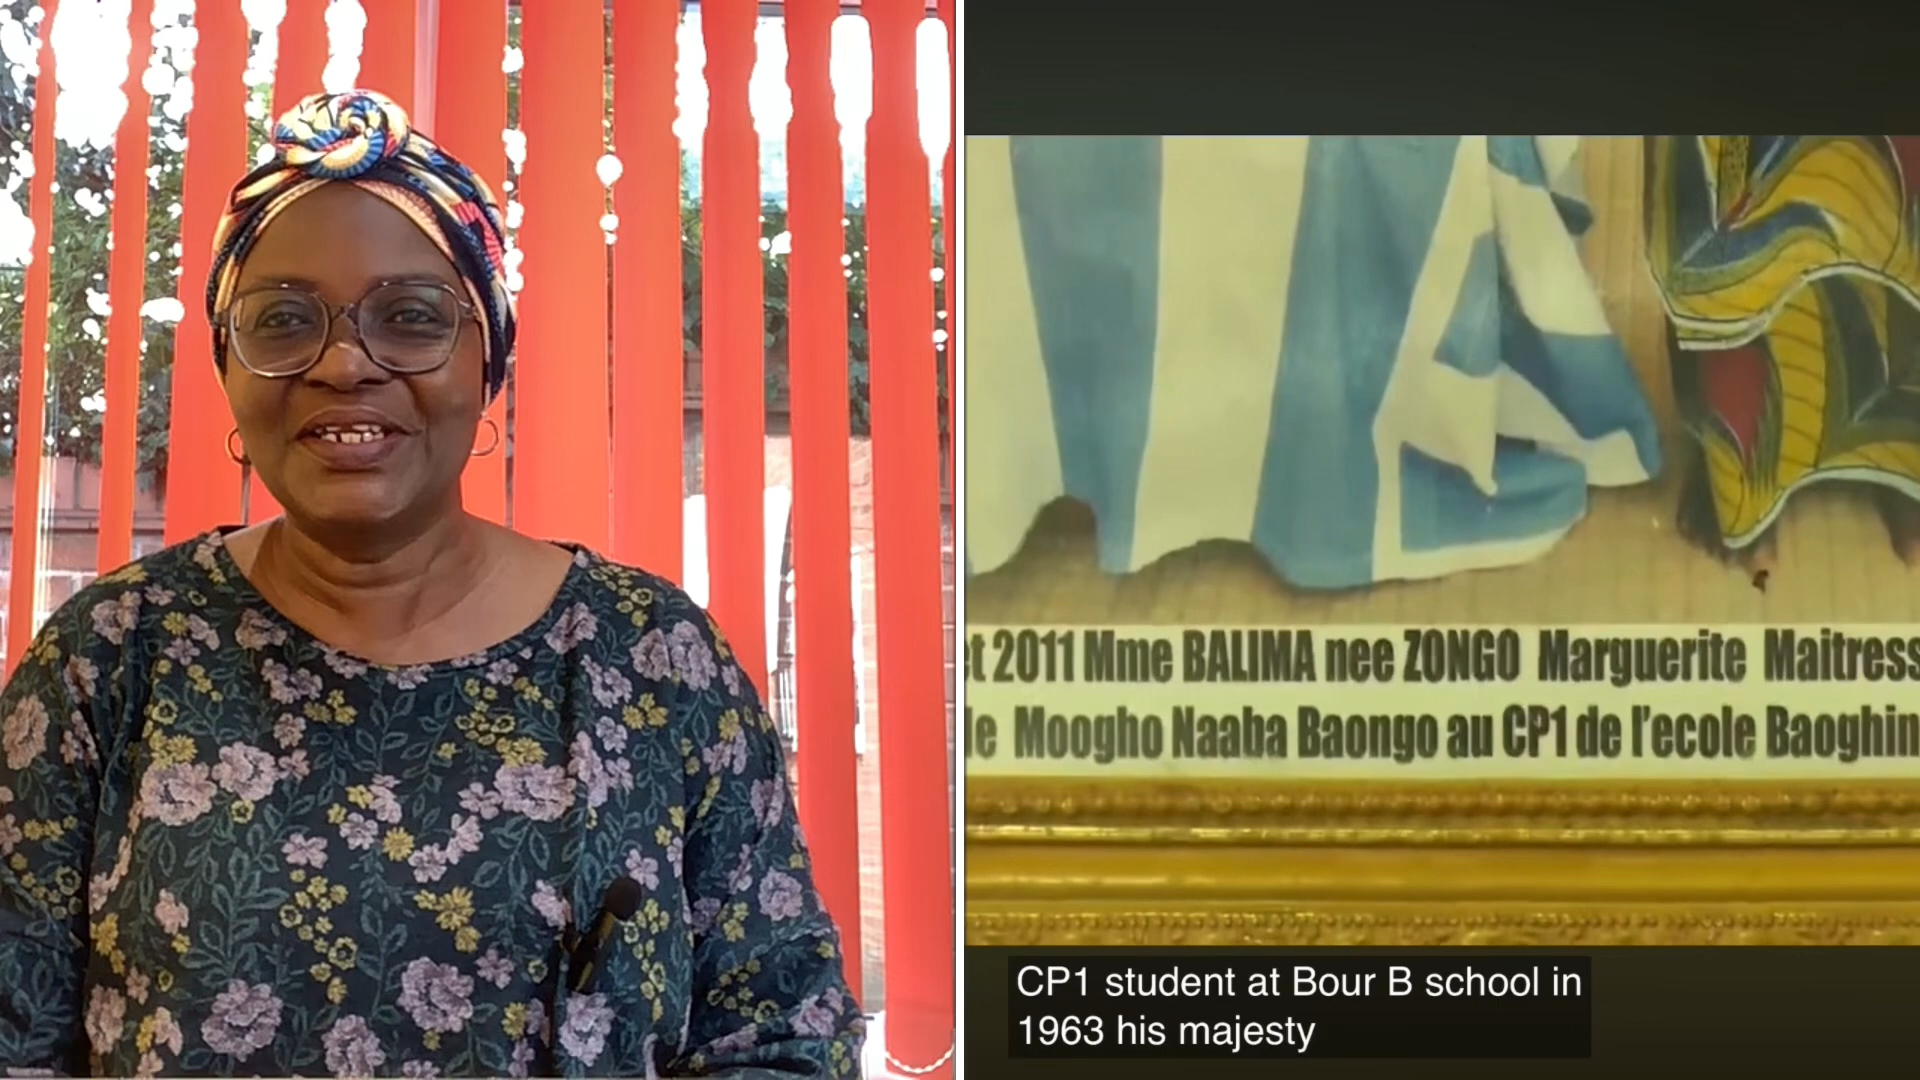 et 2011 Mme BALIMA nee ZONGO Marguerite Maitress
le Moogho Naaba Baongo au CP1 de l'ecole Baoghin
CP1 student at Bour B school in
1963 his majesty